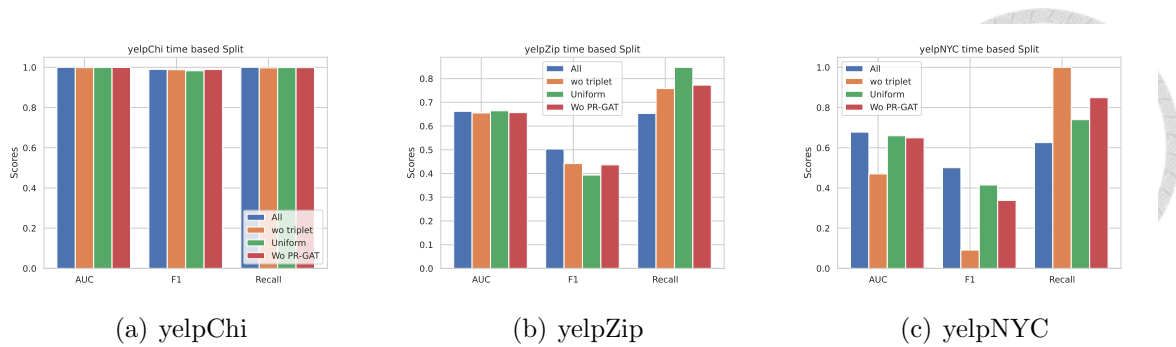 yelpChi time based Split
Scores
1.0
0.8
0.6
0.4
0.2
0.0
AUC F1 Recall
All
wo triplet
Uniform
Wo PR-GAT
(a) yelpChi
yelpZip time based Split
Scores
0.8
0.7
0.6
0.5
0.4
0.3
0.2
0.1
0.0
AUC F1 Recall
All
wo triplet
Uniform
Wo PR-GAT
(b) yelpZip
yelpNYC time based Split
Scores
1.0
0.8
0.6
0.4
0.2
0.0
AUC F1 Recall
All
wo triplet
Uniform
Wo PR-GAT
(c) yelpNYC